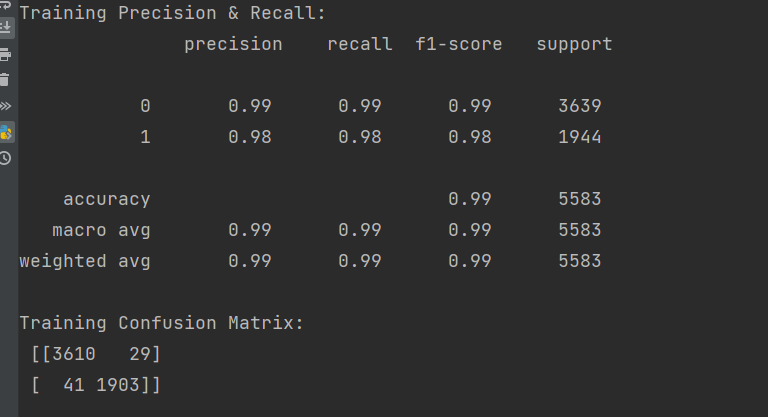 Training Precision & Recall:
              precision    recall  f1-score   support

           0       0.99      0.99      0.99      3639
           1       0.98      0.98      0.98      1944

    accuracy                           0.99      5583
   macro avg       0.99      0.99      0.99      5583
weighted avg       0.99      0.99      0.99      5583

Training Confusion Matrix:
 [[3610   29]
 [  41 1903]]